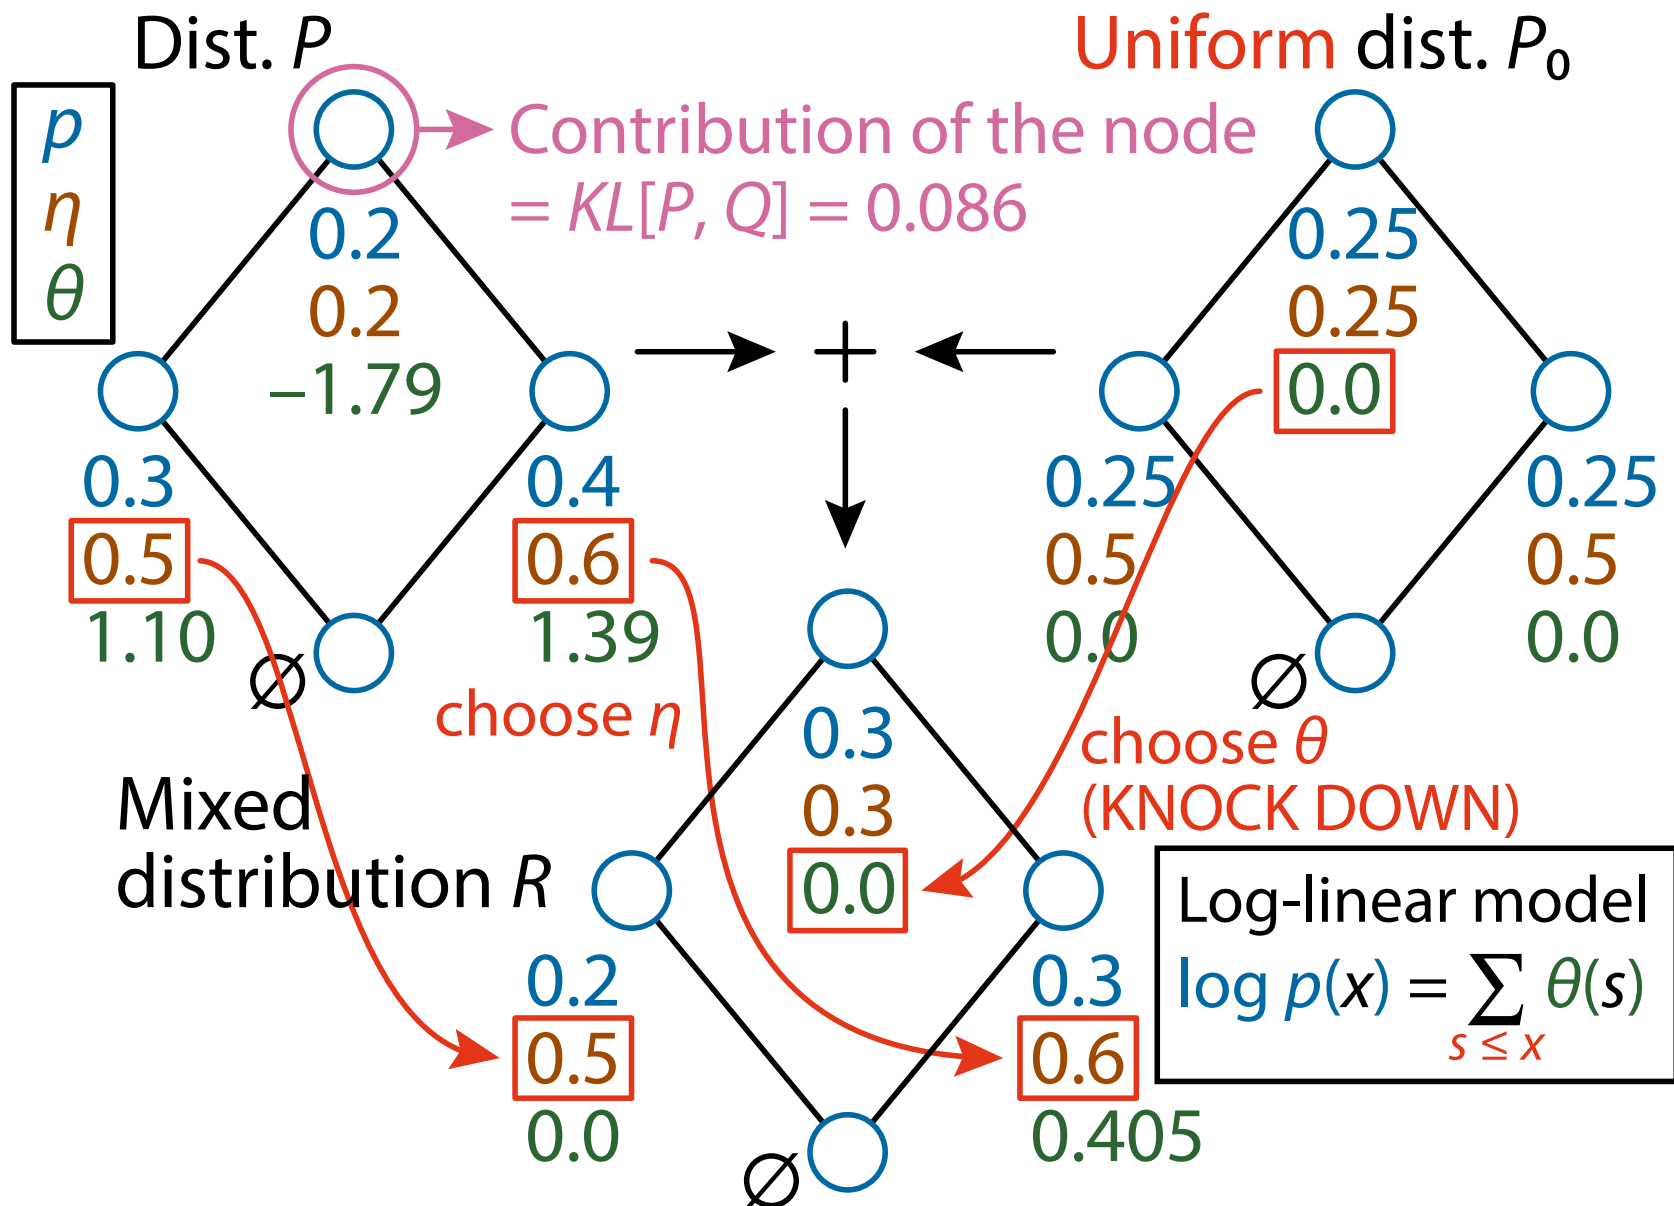 Dist. P
Uniform dist. P₀
p
η
θ
Contribution of the node
= KL[P, Q] = 0.086
0.2
0.2
−1.79
0.3
0.5
1.10
0.4
0.6
1.39
∅
+
0.25
0.25
0.0
0.25
0.5
0.0
0.25
0.5
0.0
∅
choose η
choose θ
(KNOCK DOWN)
Mixed
distribution R
0.3
0.3
0.0
0.2
0.5
0.0
0.3
0.6
0.405
∅
Log-linear model
log p(x) = ∑ θ(s)
s ≤ x